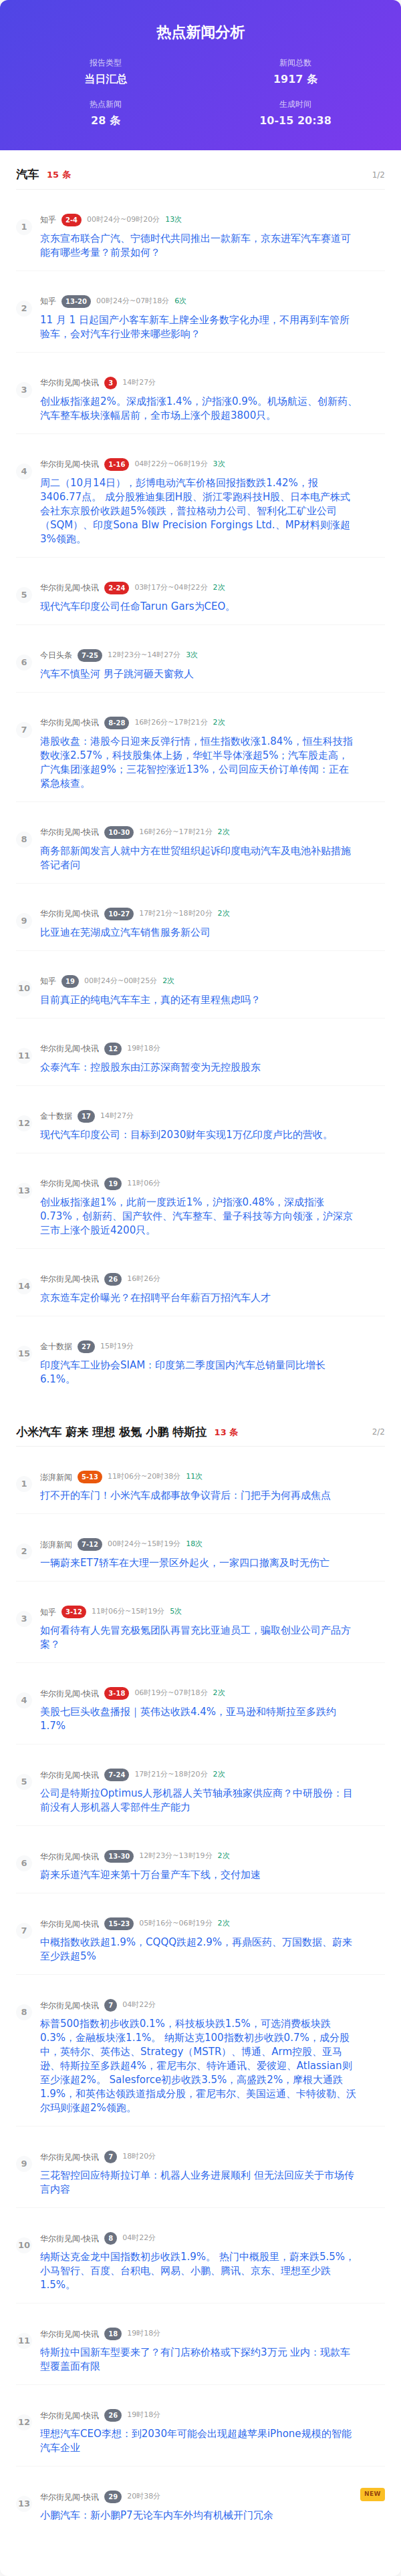 热点新闻分析
报告类型
新闻总数
当日汇总
1917 条
热点新闻
生成时间
28 条
10-15 20:38
汽车 15 条
1/2
1
知乎 2-4 00时24分~09时20分 13次
京东宣布联合广汽、宁德时代共同推出一款新车，京东进军汽车赛道可
能有哪些考量？前景如何？
2
知乎 13-20 00时24分~07时18分 6次
11 月 1 日起国产小客车新车上牌全业务数字化办理，不用再到车管所
验车，会对汽车行业带来哪些影响？
3
华尔街见闻-快讯 3 14时27分
创业板指涨超2%。深成指涨1.4%，沪指涨0.9%。机场航运、创新药、
汽车整车板块涨幅居前，全市场上涨个股超3800只。
4
华尔街见闻-快讯 1-16 04时22分~06时19分 3次
周二（10月14日），彭博电动汽车价格回报指数跌1.42%，报
3406.77点。 成分股雅迪集团H股、浙江零跑科技H股、日本电产株式
会社东京股价收跌超5%领跌，普拉格动力公司、智利化工矿业公司
（SQM）、印度Sona Blw Precision Forgings Ltd.、MP材料则涨超
3%领跑。
5
华尔街见闻-快讯 2-24 03时17分~04时22分 2次
现代汽车印度公司任命Tarun Gars为CEO。
6
今日头条 7-25 12时23分~14时27分 3次
汽车不慎坠河 男子跳河砸天窗救人
7
华尔街见闻-快讯 8-28 16时26分~17时21分 2次
港股收盘：港股今日迎来反弹行情，恒生指数收涨1.84%，恒生科技指
数收涨2.57%，科技股集体上扬，华虹半导体涨超5%；汽车股走高，
广汽集团涨超9%；三花智控涨近13%，公司回应天价订单传闻：正在
紧急核查。
8
华尔街见闻-快讯 10-30 16时26分~17时21分 2次
商务部新闻发言人就中方在世贸组织起诉印度电动汽车及电池补贴措施
答记者问
9
华尔街见闻-快讯 10-27 17时21分~18时20分 2次
比亚迪在芜湖成立汽车销售服务新公司
10
知乎 19 00时24分~00时25分 2次
目前真正的纯电汽车车主，真的还有里程焦虑吗？
11
华尔街见闻-快讯 12 19时18分
众泰汽车：控股股东由江苏深商暂变为无控股股东
12
金十数据 17 14时27分
现代汽车印度公司：目标到2030财年实现1万亿印度卢比的营收。
13
华尔街见闻-快讯 19 11时06分
创业板指涨超1%，此前一度跌近1%，沪指涨0.48%，深成指涨
0.73%，创新药、国产软件、汽车整车、量子科技等方向领涨，沪深京
三市上涨个股近4200只。
14
华尔街见闻-快讯 26 16时26分
京东造车定价曝光？在招聘平台年薪百万招汽车人才
15
金十数据 27 15时19分
印度汽车工业协会SIAM：印度第二季度国内汽车总销量同比增长
6.1%。
小米汽车 蔚来 理想 极氪 小鹏 特斯拉 13 条
2/2
1
澎湃新闻 5-13 11时06分~20时38分 11次
打不开的车门！小米汽车成都事故争议背后：门把手为何再成焦点
2
澎湃新闻 7-12 00时24分~15时19分 18次
一辆蔚来ET7轿车在大理一景区外起火，一家四口撤离及时无伤亡
3
知乎 3-12 11时06分~15时19分 5次
如何看待有人先冒充极氪团队再冒充比亚迪员工，骗取创业公司产品方
案？
4
华尔街见闻-快讯 3-18 06时19分~07时18分 2次
美股七巨头收盘播报｜英伟达收跌4.4%，亚马逊和特斯拉至多跌约
1.7%
5
华尔街见闻-快讯 7-24 17时21分~18时20分 2次
公司是特斯拉Optimus人形机器人关节轴承独家供应商？中研股份：目
前没有人形机器人零部件生产能力
6
华尔街见闻-快讯 13-30 12时23分~13时19分 2次
蔚来乐道汽车迎来第十万台量产车下线，交付加速
7
华尔街见闻-快讯 15-23 05时16分~06时19分 2次
中概指数收跌超1.9%，CQQQ跌超2.9%，再鼎医药、万国数据、蔚来
至少跌超5%
8
华尔街见闻-快讯 7 04时22分
标普500指数初步收跌0.1%，科技板块跌1.5%，可选消费板块跌
0.3%，金融板块涨1.1%。 纳斯达克100指数初步收跌0.7%，成分股
中，英特尔、英伟达、Strategy（MSTR）、博通、Arm控股、亚马
逊、特斯拉至多跌超4%，霍尼韦尔、特许通讯、爱彼迎、Atlassian则
至少涨超2%。 Salesforce初步收跌3.5%，高盛跌2%，摩根大通跌
1.9%，和英伟达领跌道指成分股，霍尼韦尔、美国运通、卡特彼勒、沃
尔玛则涨超2%领跑。
9
华尔街见闻-快讯 7 18时20分
三花智控回应特斯拉订单：机器人业务进展顺利 但无法回应关于市场传
言内容
10
华尔街见闻-快讯 8 04时22分
纳斯达克金龙中国指数初步收跌1.9%。 热门中概股里，蔚来跌5.5%，
小马智行、百度、台积电、网易、小鹏、腾讯、京东、理想至少跌
1.5%。
11
华尔街见闻-快讯 18 19时18分
特斯拉中国新车型要来了？有门店称价格或下探约3万元 业内：现款车
型覆盖面有限
12
华尔街见闻-快讯 26 19时18分
理想汽车CEO李想：到2030年可能会出现超越苹果iPhone规模的智能
汽车企业
13
华尔街见闻-快讯 29 20时38分
NEW
小鹏汽车：新小鹏P7无论车内车外均有机械开门冗余